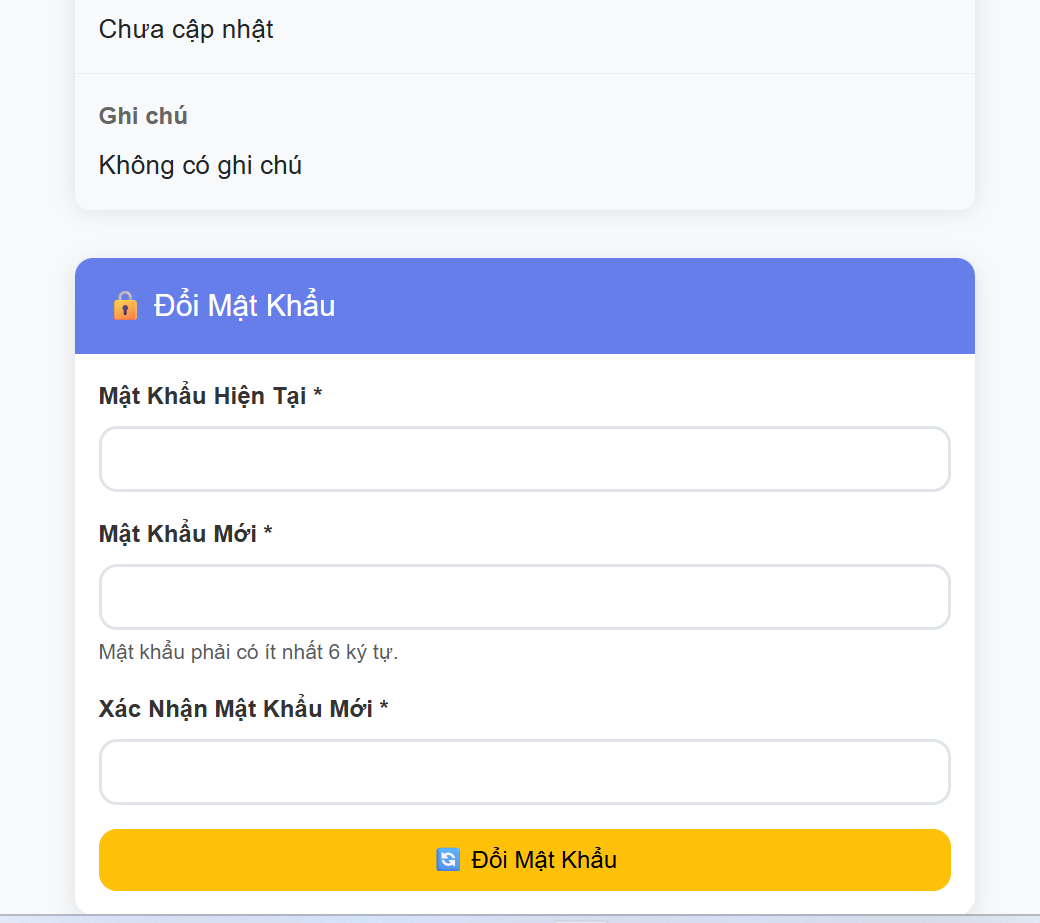 Chưa cập nhật
Ghi chú
Không có ghi chú
Đổi Mật Khẩu
Mật Khẩu Hiện Tại *
Mật Khẩu Mới *
Mật khẩu phải có ít nhất 6 ký tự.
Xác Nhận Mật Khẩu Mới *
Đổi Mật Khẩu